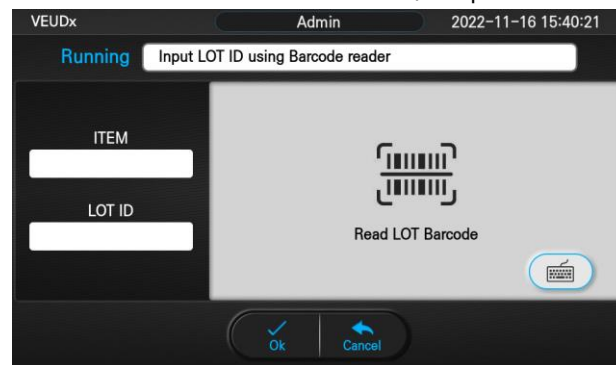 VEUDx Admin 2022-11-16 15:40:21
Running Input LOT ID using Barcode reader
ITEM
LOT ID
Read LOT Barcode
Ok Cancel